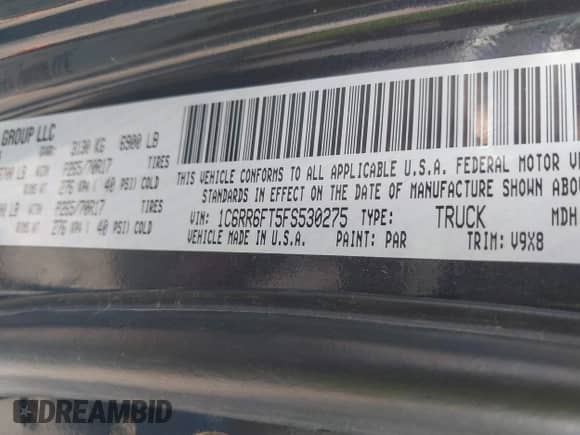 GROUP LLC
3130 KG 6900 LB
P265/70R17 TIRES
276 KPA ( 40 PSI) COLD
P265/70R17 TIRES
276 KPA ( 40 PSI) COLD
THIS VEHICLE CONFORMS TO ALL APPLICABLE U.S.A. FEDERAL MOTOR
STANDARDS IN EFFECT ON THE DATE OF MANUFACTURE SHOWN
VIN: 1C6RR6FT5FS530275 TYPE: TRUCK MDH
VEHICLE MADE IN U.S.A. PAINT: PAR TRIM: V9X8
DREAMBID